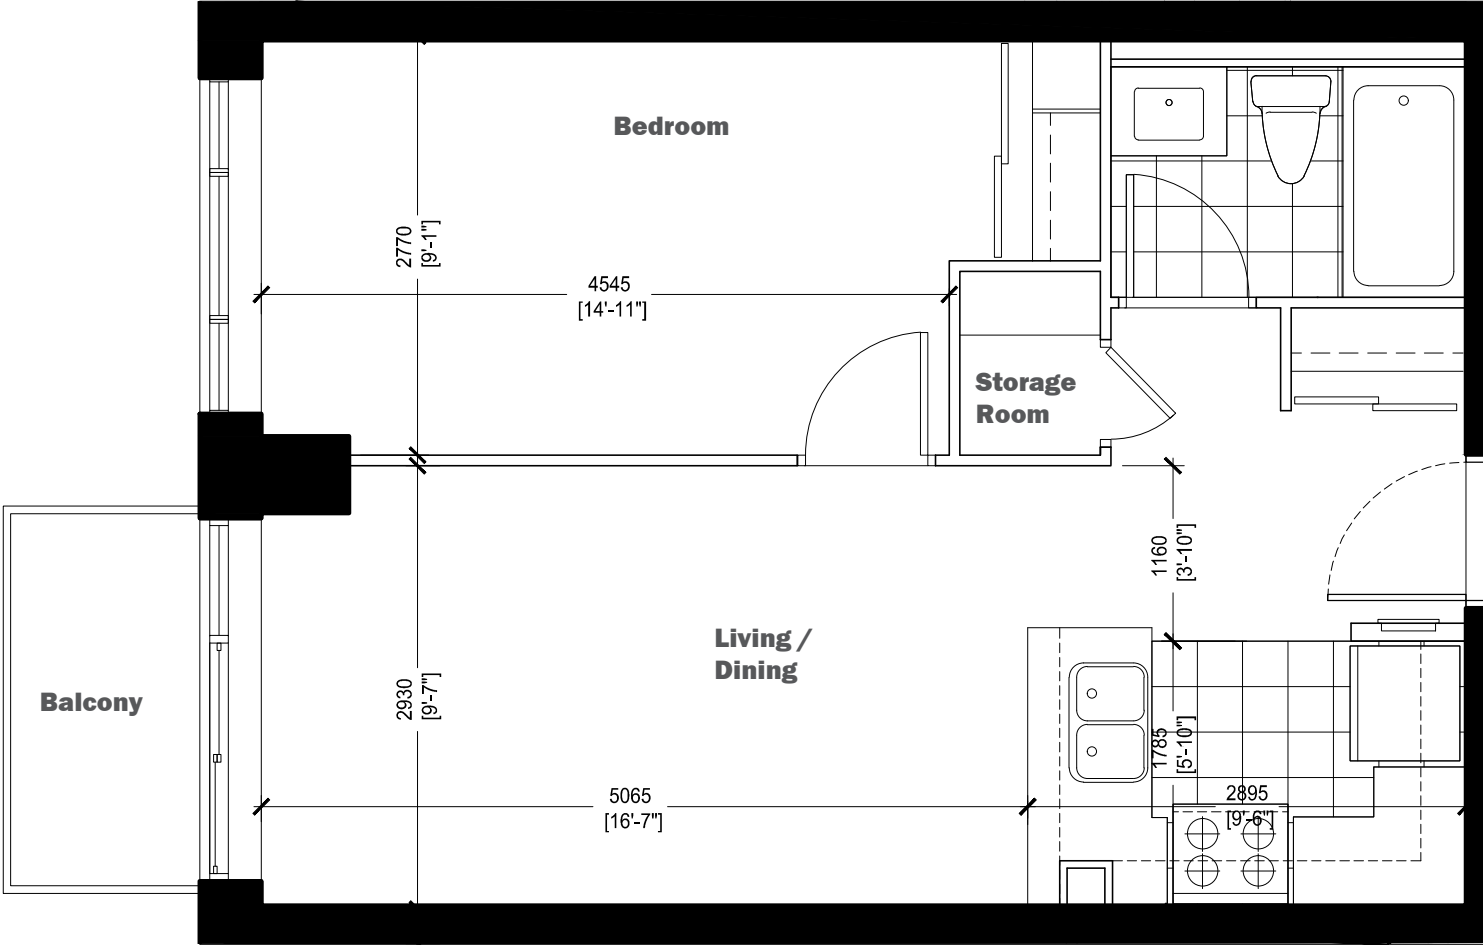 Bedroom
2770
[9'-1"]
4545
[14'-11"]
Storage
Room
1160
[3'-10"]
Living /
Dining
Balcony
2930
[9'-7"]
1785
[5'-10"]
5065
[16'-7"]
2895
[9'-6"]